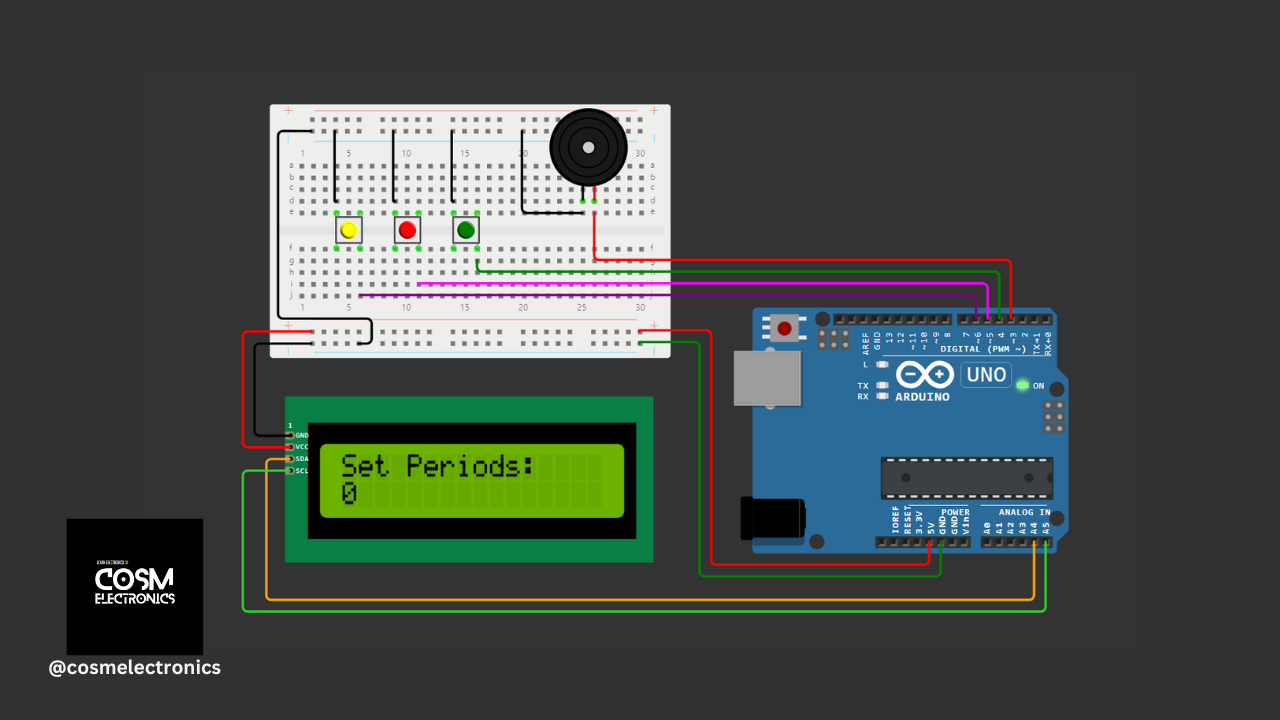 1 5 10 15 20 30
a a
b b
c c
d d
e e
f f
g g
h
i i
j j
1 5 10 15 20 25 30
1
GND
VCC
SDA
SCL
Set Periods:
0
AREF
GND
13
12
~11
~10
~9
8
7
~6
~5
4
~3
2
TX→1
RX←0
DIGITAL (PWM ~)
L
TX
RX
UNO
ARDUINO
ON
IOREF
RESET
3.3V
5V
GND
GND
Vin
POWER
ANALOG IN
A0
A1
A2
A3
A4
A5
COSM
ELECTRONICS
@cosmelectronics